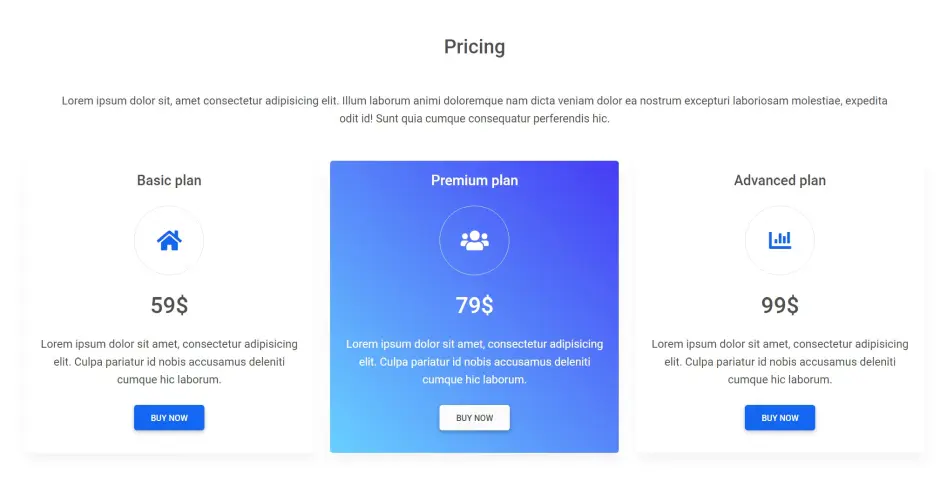 Pricing
Lorem ipsum dolor sit, amet consectetur adipisicing elit. Illum laborum animi doloremque nam dicta veniam dolor ea nostrum excepturi laboriosam molestiae, expedita
odit id! Sunt quia cumque consequatur perferendis hic.
Basic plan
59$
Lorem ipsum dolor sit amet, consectetur adipisicing
elit. Culpa pariatur id nobis accusamus deleniti
cumque hic laborum.
BUY NOW
Premium plan
79$
Lorem ipsum dolor sit amet, consectetur adipisicing
elit. Culpa pariatur id nobis accusamus deleniti
cumque hic laborum.
BUY NOW
Advanced plan
99$
Lorem ipsum dolor sit amet, consectetur adipisicing
elit. Culpa pariatur id nobis accusamus deleniti
cumque hic laborum.
BUY NOW